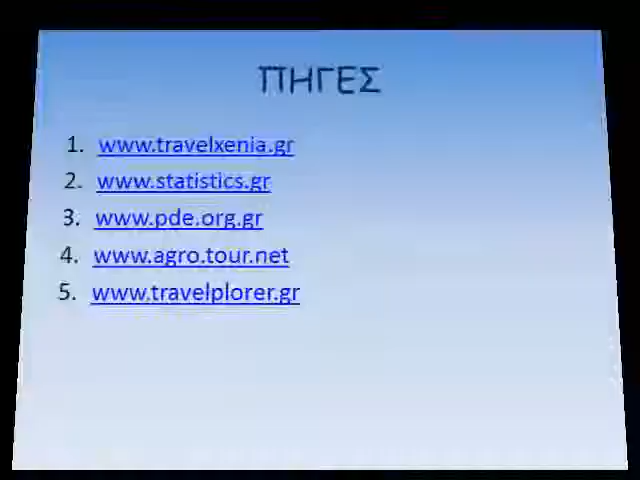 ΠΗΓΕΣ
1. www.travelxenia.gr
2. www.statistics.gr
3. www.pde.org.gr
4. www.agro.tour.net
5. www.travelplorer.gr